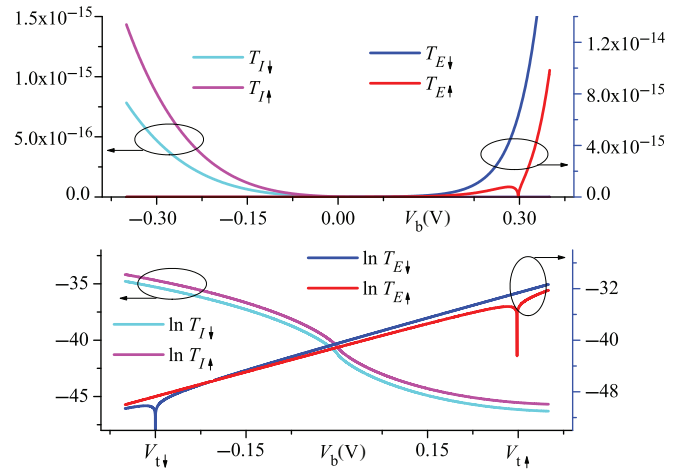 1.5x10⁻¹⁵
1.0x10⁻¹⁵
5.0x10⁻¹⁶
0.0
T_I↓
T_I↑
T_E↓
T_E↑
1.2x10⁻¹⁴
8.0x10⁻¹⁵
4.0x10⁻¹⁵
0.0
-0.30 -0.15 0.00 V_b(V) 0.30
ln T_E↓
ln T_E↑
ln T_I↓
ln T_I↑
-35
-40
-45
-32
-40
-48
V_t↓ -0.15 V_b(V) 0.15 V_t↑